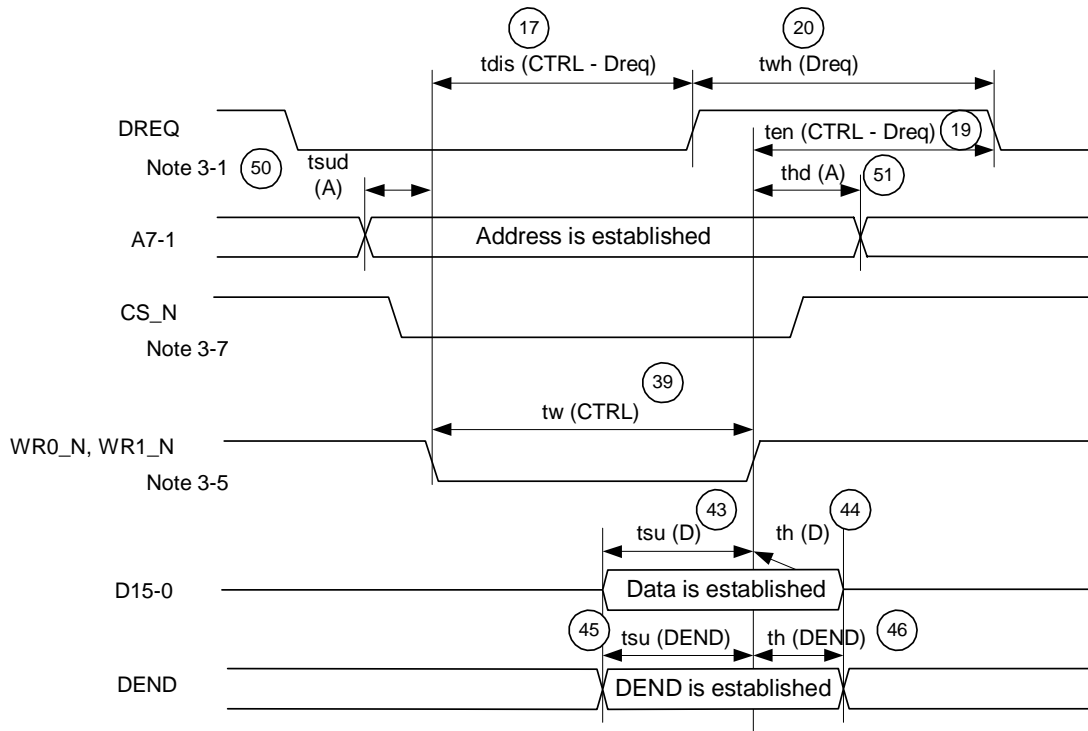 17
20
tdis (CTRL - Dreq)
twh (Dreq)
DREQ
ten (CTRL - Dreq)
19
Note 3-1
50
tsud
(A)
thd (A)
51
A7-1
Address is established
CS_N
Note 3-7
39
tw (CTRL)
WR0_N, WR1_N
Note 3-5
43
44
tsu (D)
th (D)
D15-0
Data is established
45
tsu (DEND)
th (DEND)
46
DEND
DEND is established